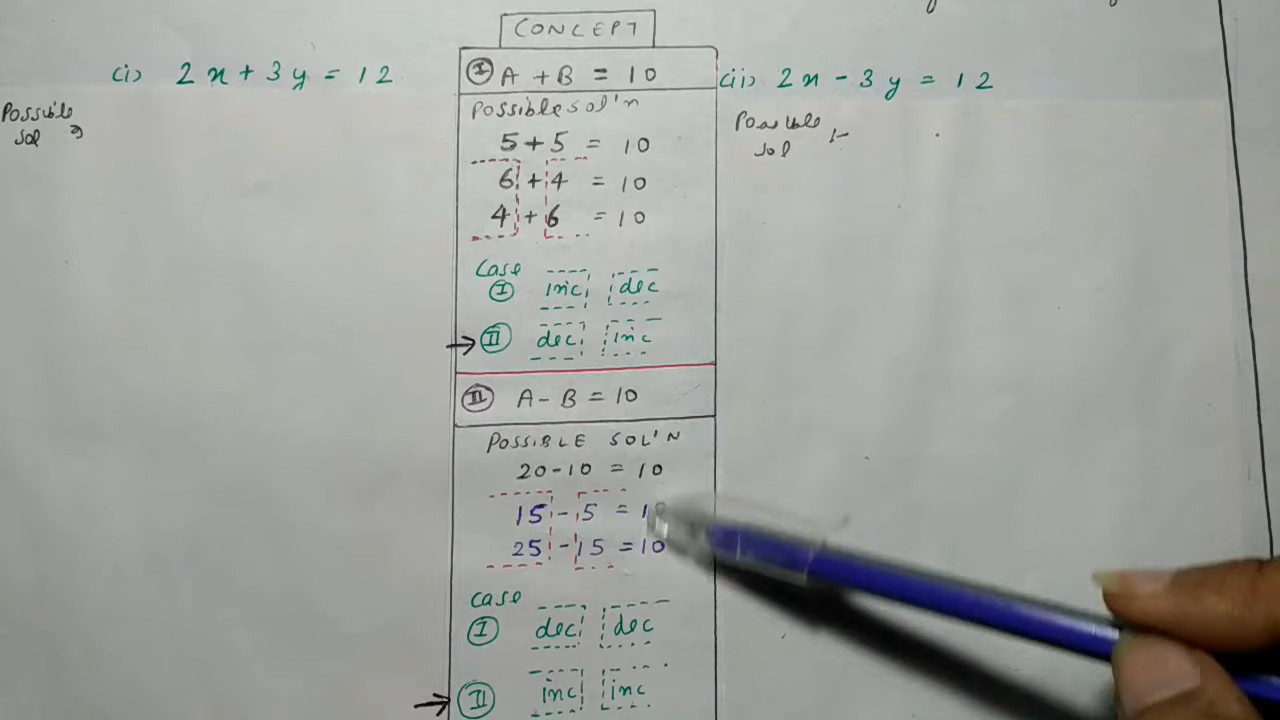 CONCEPT
(i) 2x + 3y = 12
Possible
sol
Ⓘ A + B = 10
Possible sol'n
5 + 5 = 10
6 + 4 = 10
4 + 6 = 10
Case
Ⓘ inc dec
Ⅱ dec inc
Ⅱ A - B = 10
POSSIBLE SOL'N
20 - 10 = 10
15 - 5 = 10
25 - 15 = 10
Case
Ⓘ dec dec
Ⅱ inc inc
(ii) 2x - 3y = 12
Possible
sol :-